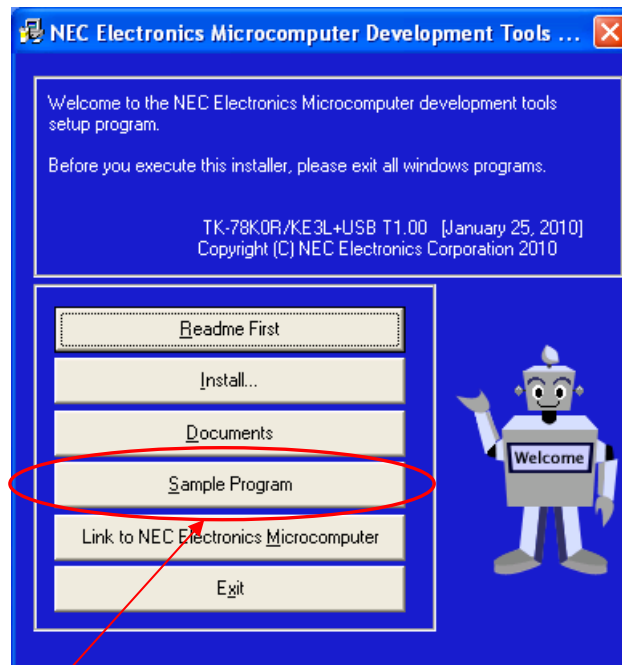 NEC Electronics Microcomputer Development Tools ...
Welcome to the NEC Electronics Microcomputer development tools
setup program.
Before you execute this installer, please exit all windows programs.
TK-78K0R/KE3L+USB T1.00 [January 25, 2010]
Copyright (C) NEC Electronics Corporation 2010
Readme First
Install...
Documents
Sample Program
Link to NEC Electronics Microcomputer
Exit
Welcome